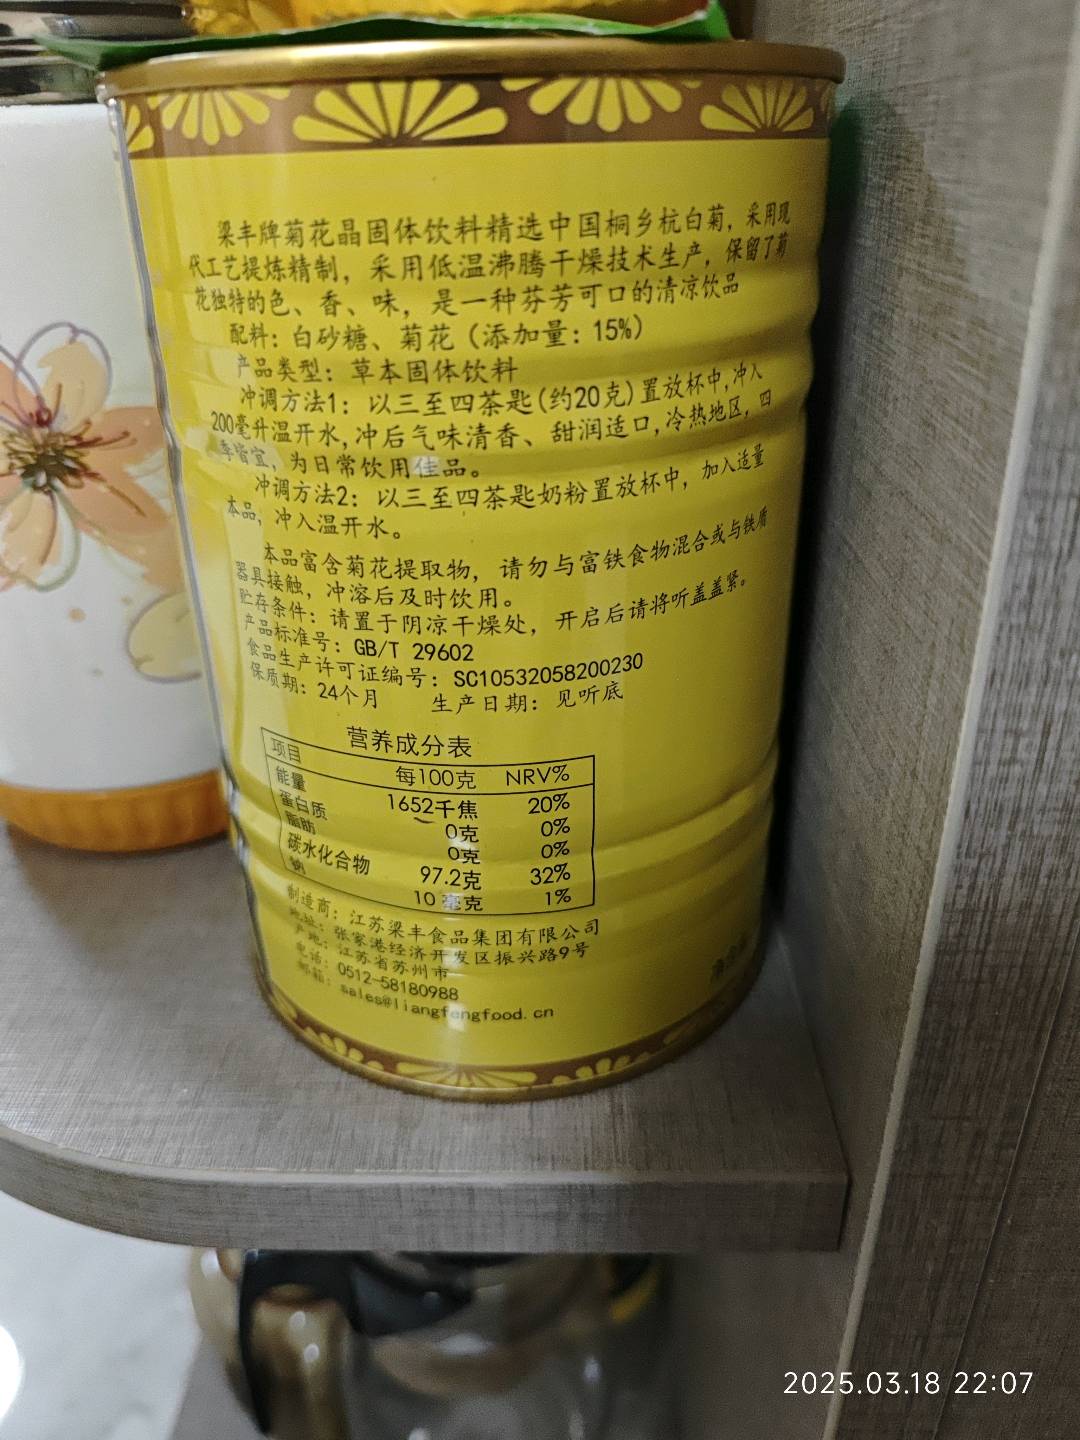 梁丰牌菊花晶固体饮料精选中国桐乡杭白菊，采用现
代工艺提炼精制，采用低温沸腾干燥技术生产，保留了菊
花独特的色、香、味，是一种芬芳可口的清凉饮品
配料：白砂糖、菊花（添加量：15%）
产品类型：草本固体饮料
冲调方法1：以三至四茶匙(约20克)置放杯中,冲入
200毫升温开水,冲后气味清香、甜润适口,冷热地区,四
季皆宜,为日常饮用佳品。
冲调方法2：以三至四茶匙奶粉置放杯中，加入适量
本品，冲入温开水。
本品富含菊花提取物，请勿与富铁食物混合或与铁质
器具接触，冲溶后及时饮用。
贮存条件：请置于阴凉干燥处，开启后请将听盖盖紧。
产品标准号：GB/T 29602
食品生产许可证编号：SC10532058200230
保质期：24个月 生产日期：见听底
营养成分表
项目 每100克 NRV%
能量 1652千焦 20%
蛋白质 0克 0%
脂肪 0克 0%
碳水化合物 97.2克 32%
钠 10毫克 1%
制造商：江苏梁丰食品集团有限公司
地址：张家港经济开发区振兴路9号
产地：江苏省苏州市
电话：0512-58180988
邮箱：sales@liangfengfood.cn
2025.03.18 22:07